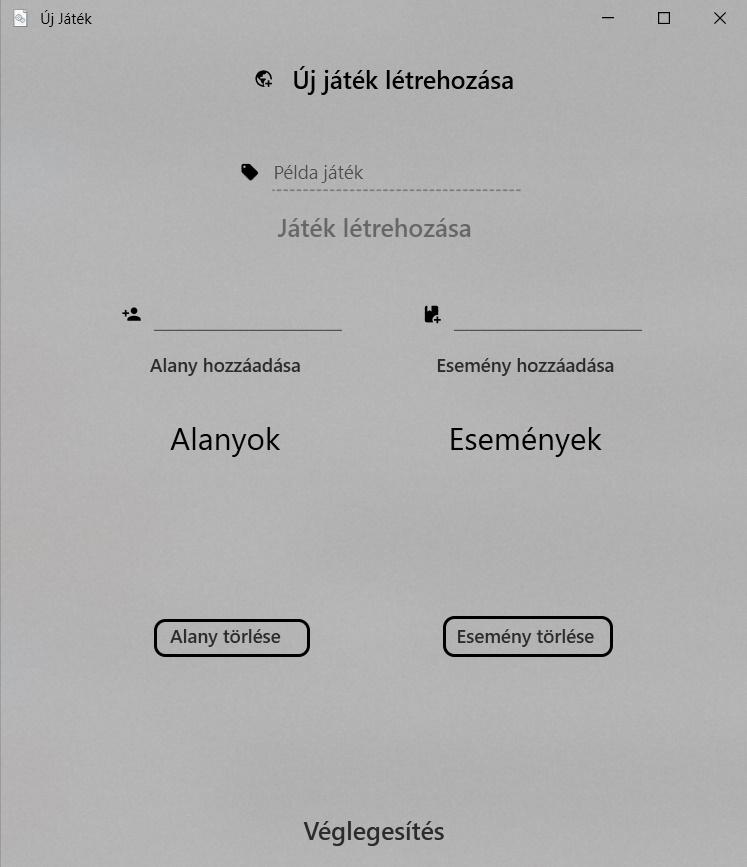 Új Játék
Új játék létrehozása
Példa játék
Játék létrehozása
Alany hozzáadása
Esemény hozzáadása
Alanyok
Események
Alany törlése
Esemény törlése
Véglegesítés